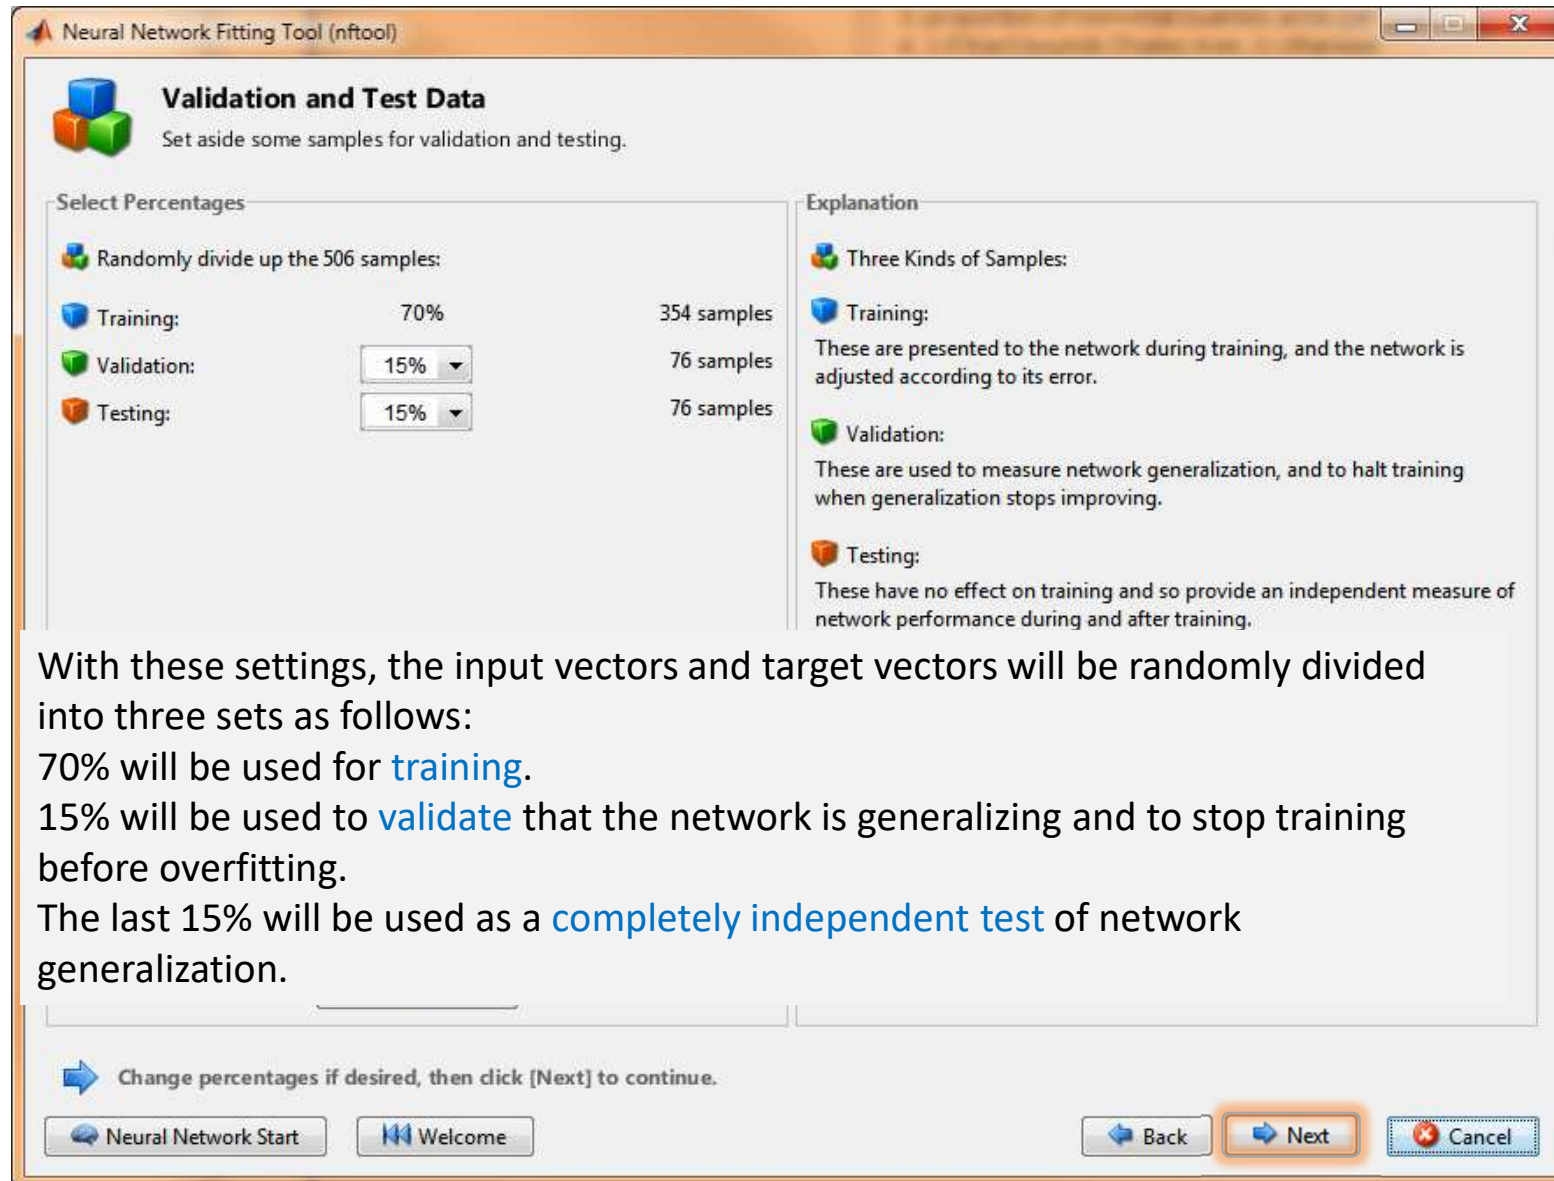 Neural Network Fitting Tool (nftool)
Validation and Test Data
Set aside some samples for validation and testing.
Select Percentages
Randomly divide up the 506 samples:
Training: 70% 354 samples
Validation: 15% 76 samples
Testing: 15% 76 samples
Explanation
Three Kinds of Samples:
Training:
These are presented to the network during training, and the network is
adjusted according to its error.
Validation:
These are used to measure network generalization, and to halt training
when generalization stops improving.
Testing:
These have no effect on training and so provide an independent measure of
network performance during and after training.
With these settings, the input vectors and target vectors will be randomly divided
into three sets as follows:
70% will be used for training.
15% will be used to validate that the network is generalizing and to stop training
before overfitting.
The last 15% will be used as a completely independent test of network
generalization.
Change percentages if desired, then click [Next] to continue.
Neural Network Start Welcome Back Next Cancel